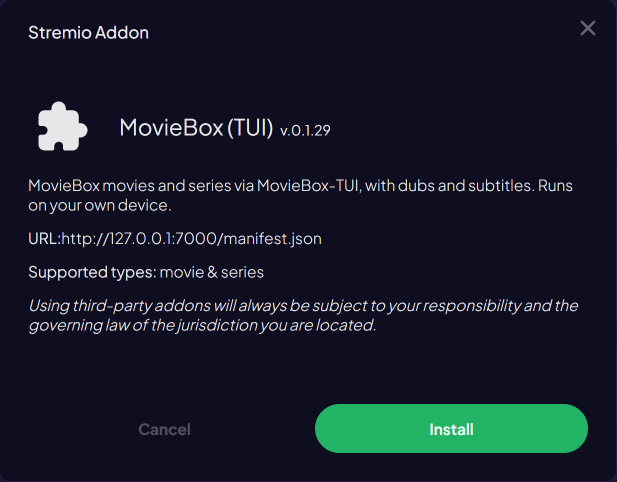 Stremio Addon
MovieBox (TUI) v.0.1.29
MovieBox movies and series via MovieBox-TUI, with dubs and subtitles. Runs
on your own device.
URL:http://127.0.0.1:7000/manifest.json
Supported types: movie & series
Using third-party addons will always be subject to your responsibility and the
governing law of the jurisdiction you are located.
Cancel
Install